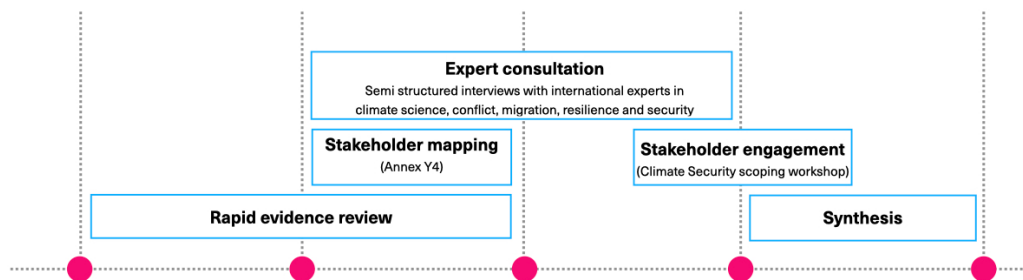 Expert consultation
Semi structured interviews with international experts in
climate science, conflict, migration, resilience and security
Stakeholder mapping
(Annex Y4)
Stakeholder engagement
(Climate Security scoping workshop)
Rapid evidence review
Synthesis